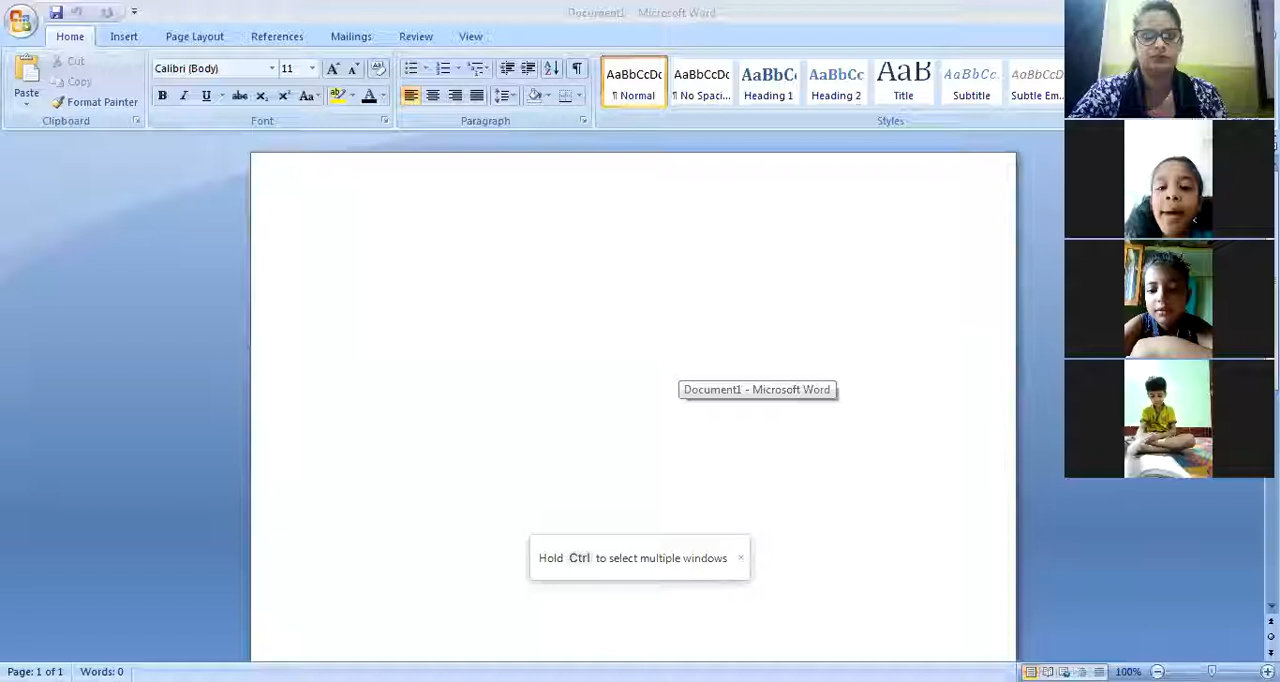 Document1 - Microsoft Word
Home Insert Page Layout References Mailings Review View
Paste
Cut
Copy
Format Painter
Clipboard
Calibri (Body) 11
Font
Paragraph
AaBbCcDc AaBbCcDc AaBbC AaBbCc AaB AaBbCc. AaBbCcDc
¶ Normal ¶ No Spaci... Heading 1 Heading 2 Title Subtitle Subtle Em...
Styles
Document1 - Microsoft Word
Hold Ctrl to select multiple windows
Page: 1 of 1 Words: 0 100%